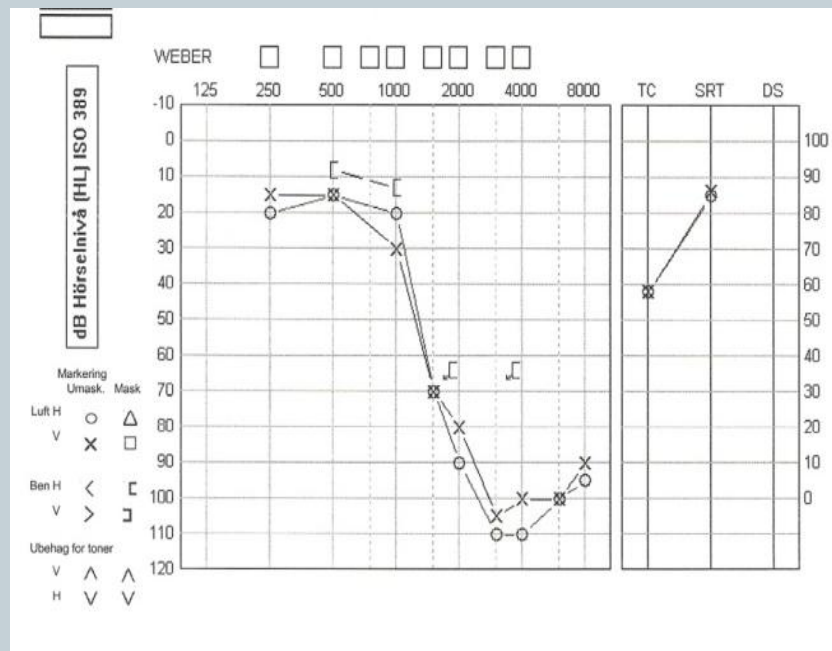 WEBER
125 250 500 1000 2000 4000 8000
TC SRT DS
dB Hörselnivå (HL) ISO 389
-10
0
10
20
30
40
50
60
70
80
90
100
110
120
100
90
80
70
60
50
40
30
20
10
0
Markering
Umask. Mask
Luft H
V
Ben H
V
Ubehag for toner
V
H